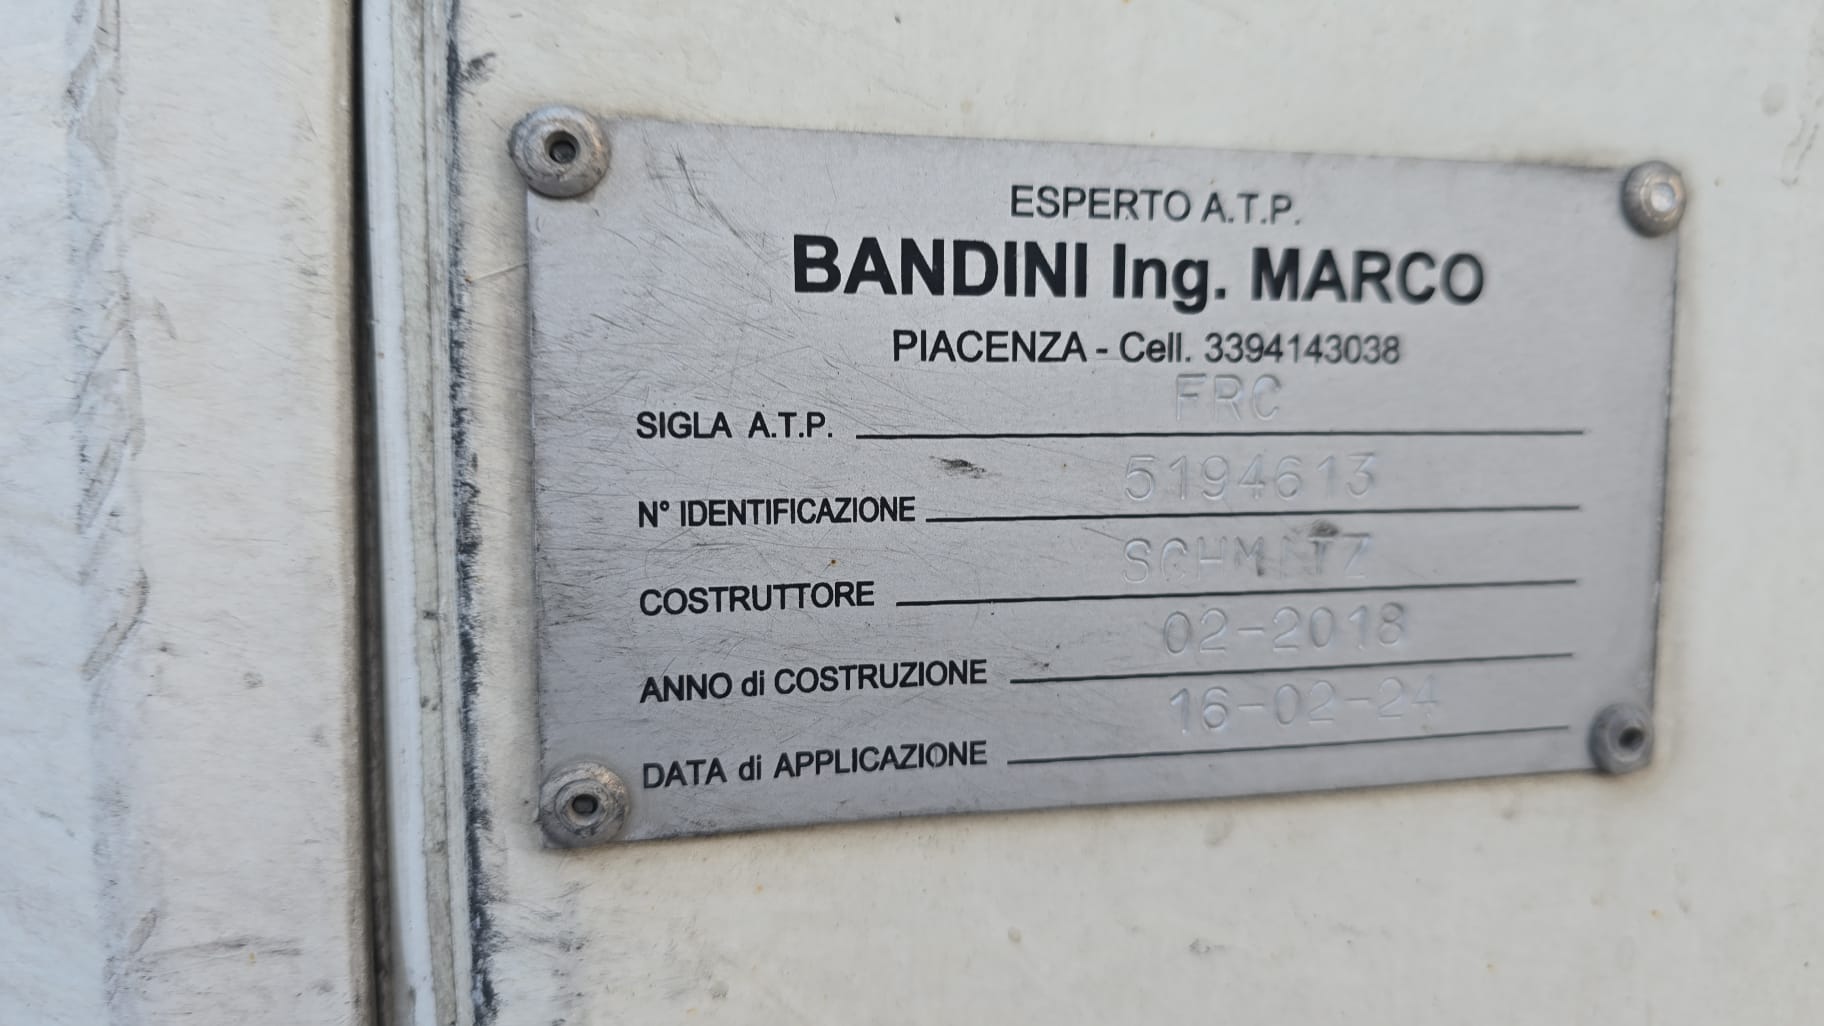 ESPERTO A.T.P.
BANDINI Ing. MARCO
PIACENZA - Cell. 3394143038
SIGLA A.T.P. FRC
N° IDENTIFICAZIONE 5194613
COSTRUTTORE SCHMITZ
ANNO di COSTRUZIONE 02-2018
DATA di APPLICAZIONE 16-02-24